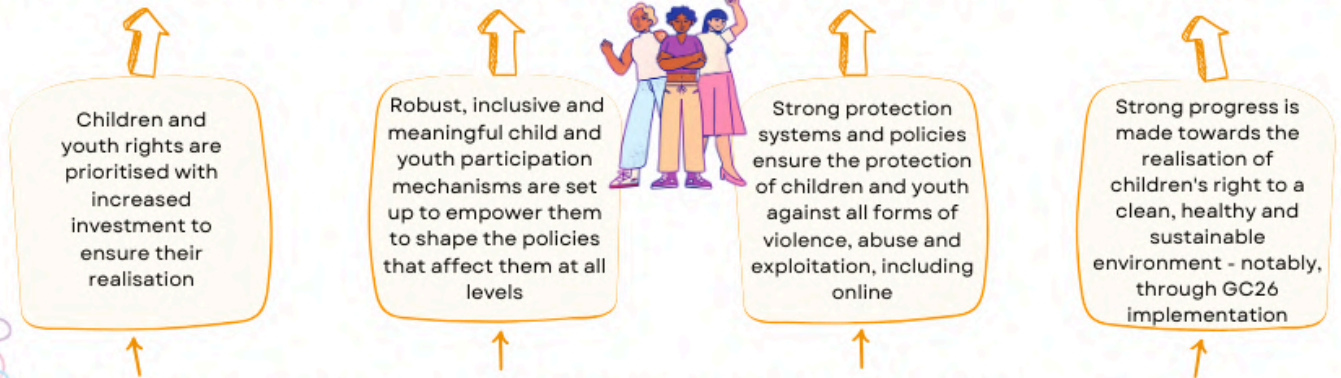 Children and
youth rights are
prioritised with
increased
investment to
ensure their
realisation
Robust, inclusive and
meaningful child and
youth participation
mechanisms are set
up to empower them
to shape the policies
that affect them at all
levels
Strong protection
systems and policies
ensure the protection
of children and youth
against all forms of
violence, abuse and
exploitation, including
online
Strong progress is
made towards the
realisation of
children's right to a
clean, healthy and
sustainable
environment - notably,
through GC26
implementation